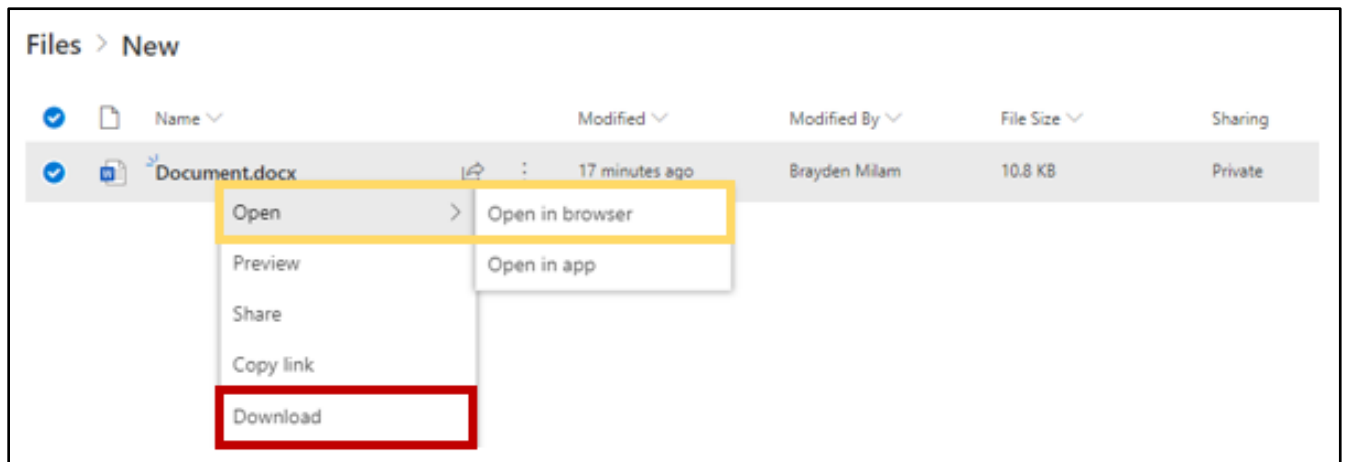 Files > New
Name Modified Modified By File Size Sharing
Document.docx 17 minutes ago Brayden Milam 10.8 KB Private
Open Open in browser
Preview Open in app
Share
Copy link
Download